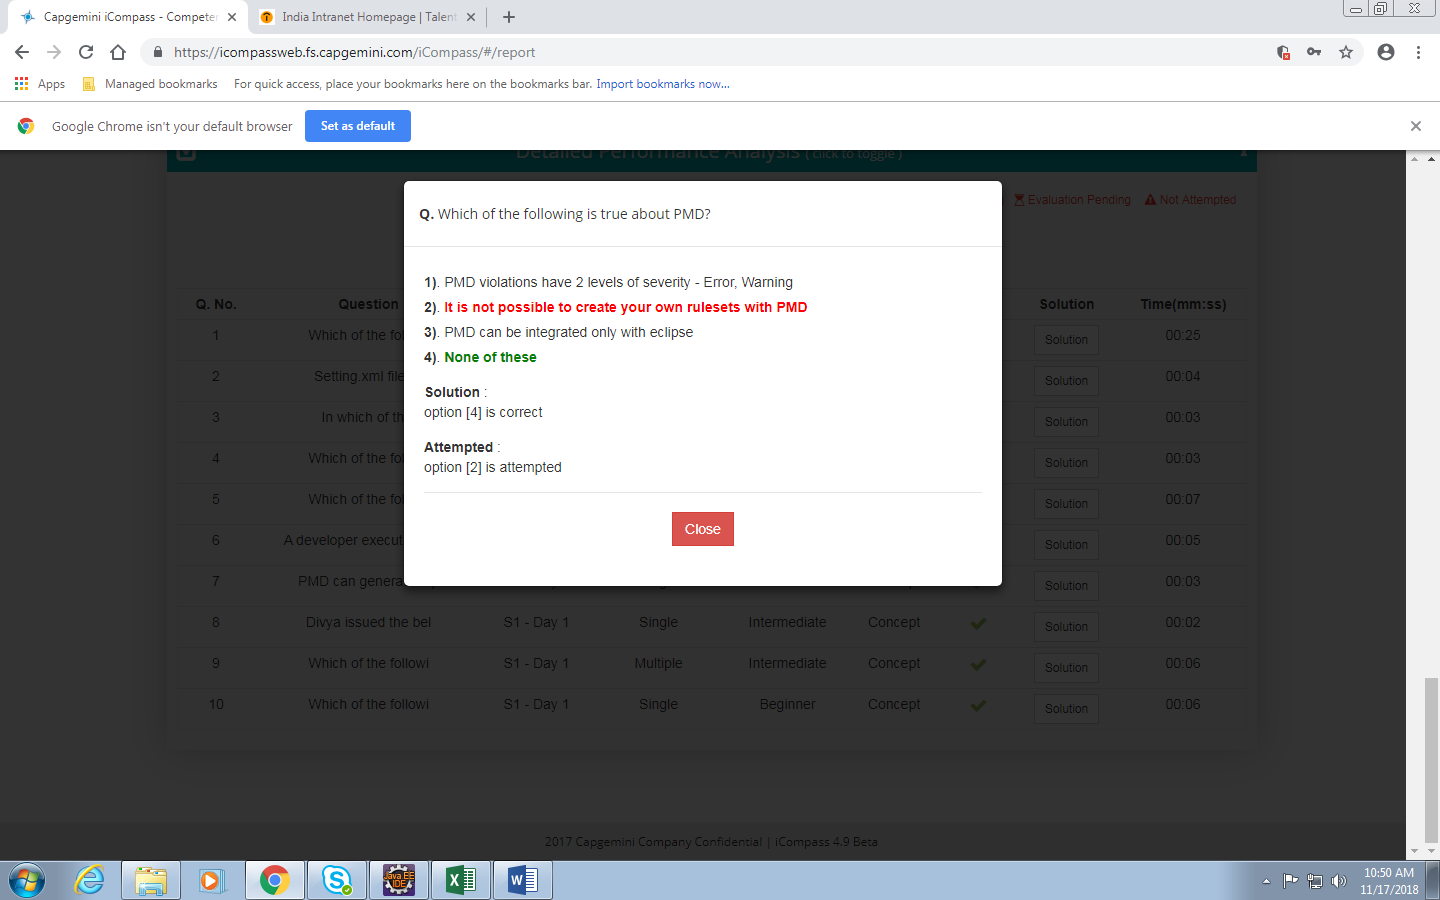 Capgemini iCompass - Competen
India Intranet Homepage | Talent
https://icompassweb.fs.capgemini.com/iCompass/#/report
Apps
Managed bookmarks
For quick access, place your bookmarks here on the bookmarks bar. Import bookmarks now...
Google Chrome isn't your default browser
Set as default
Detailed Performance Analysis ( click to toggle )
Evaluation Pending
Not Attempted
Q. Which of the following is true about PMD?
1). PMD violations have 2 levels of severity - Error, Warning
2). It is not possible to create your own rulesets with PMD
3). PMD can be integrated only with eclipse
4). None of these
Solution :
option [4] is correct
Attempted :
option [2] is attempted
Close
Q. No. Question Solution Time(mm:ss)
1 Which of the fol Solution 00:25
2 Setting.xml file Solution 00:04
3 In which of th Solution 00:03
4 Which of the fo Solution 00:03
5 Which of the fo Solution 00:07
6 A developer execut Solution 00:05
7 PMD can genera Solution 00:03
8 Divya issued the bel S1 - Day 1 Single Intermediate Concept Solution 00:02
9 Which of the followi S1 - Day 1 Multiple Intermediate Concept Solution 00:06
10 Which of the followi S1 - Day 1 Single Beginner Concept Solution 00:06
2017 Capgemini Company Confidential | iCompass 4.9 Beta
Java EE
IDE
10:50 AM
11/17/2018